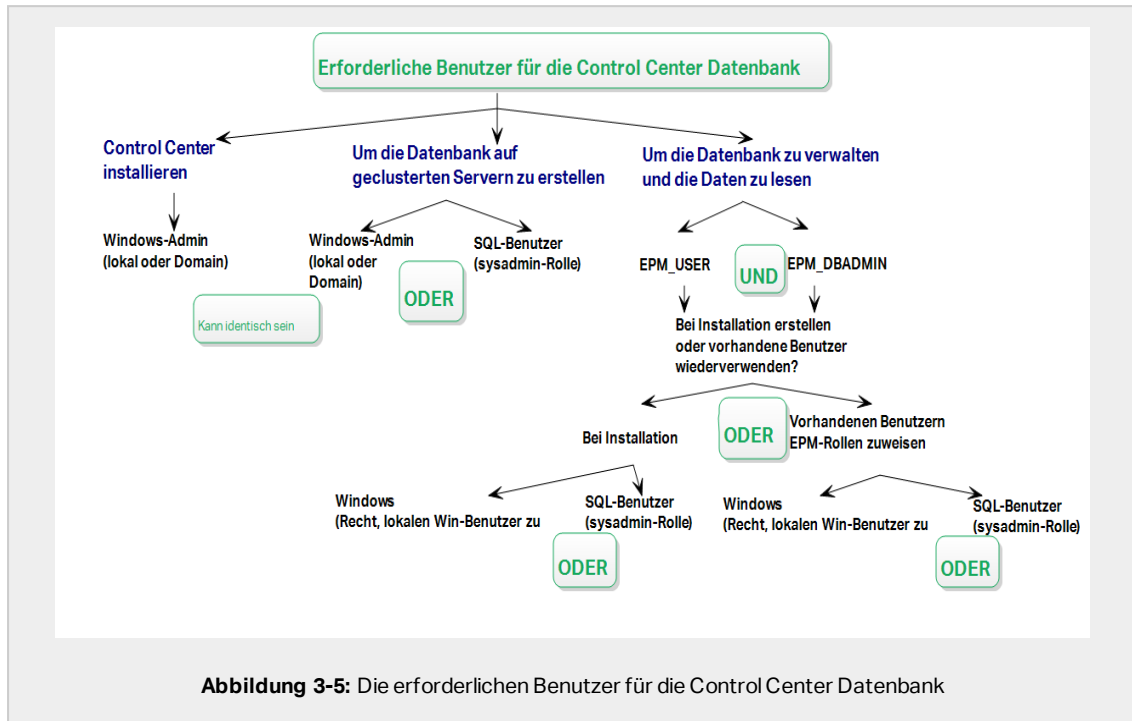 Erforderliche Benutzer für die Control Center Datenbank
Control Center
installieren
Um die Datenbank auf
geclusterten Servern zu erstellen
Um die Datenbank zu verwalten
und die Daten zu lesen
Windows-Admin
(lokal oder Domain)
Windows-Admin
(lokal oder
Domain)
SQL-Benutzer
(sysadmin-Rolle)
ODER
Kann identisch sein
EPM_USER
UND
EPM_DBADMIN
Bei Installation erstellen
oder vorhandene Benutzer
wiederverwenden?
Bei Installation
ODER
Vorhandenen Benutzern
EPM-Rollen zuweisen
Windows
(Recht, lokalen Win-Benutzer zu
SQL-Benutzer
(sysadmin-Rolle)
ODER
Windows
(Recht, lokalen Win-Benutzer zu
SQL-Benutzer
(sysadmin-Rolle)
ODER
Abbildung 3-5: Die erforderlichen Benutzer für die Control Center Datenbank